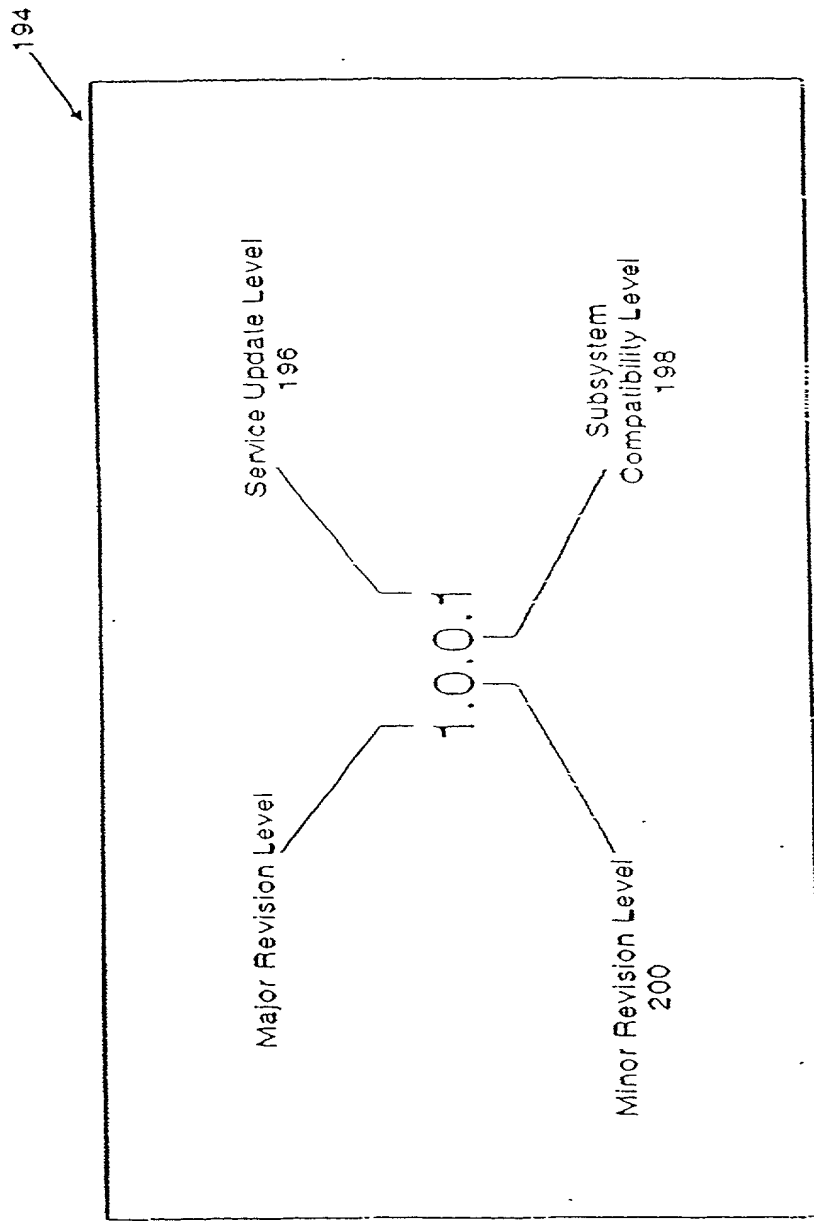 194
Major Revision Level
Service Update Level
196
1.0.0.1
Minor Revision Level
200
Subsystem
Compatibility Level
198